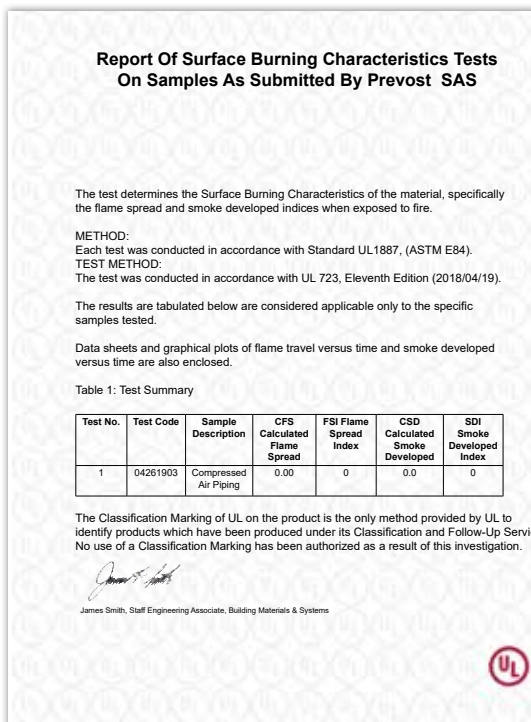 Report Of Surface Burning Characteristics Tests
On Samples As Submitted By Prevost SAS
The test determines the Surface Burning Characteristics of the material, specifically
the flame spread and smoke developed indices when exposed to fire.
METHOD:
Each test was conducted in accordance with Standard UL1887, (ASTM E84).
TEST METHOD:
The test was conducted in accordance with UL 723, Eleventh Edition (2018/04/19).
The results are tabulated below are considered applicable only to the specific
samples tested.
Data sheets and graphical plots of flame travel versus time and smoke developed
versus time are also enclosed.
Table 1: Test Summary
Test No. Test Code Sample Description CFS Calculated Flame Spread FSI Flame Spread Index CSD Calculated Smoke Developed SDI Smoke Developed Index
1 04261903 Compressed Air Piping 0.00 0 0.0 0
The Classification Marking of UL on the product is the only method provided by UL to
identify products which have been produced under its Classification and Follow-Up Servi
No use of a Classification Marking has been authorized as a result of this investigation.
James Smith, Staff Engineering Associate, Building Materials & Systems
UL